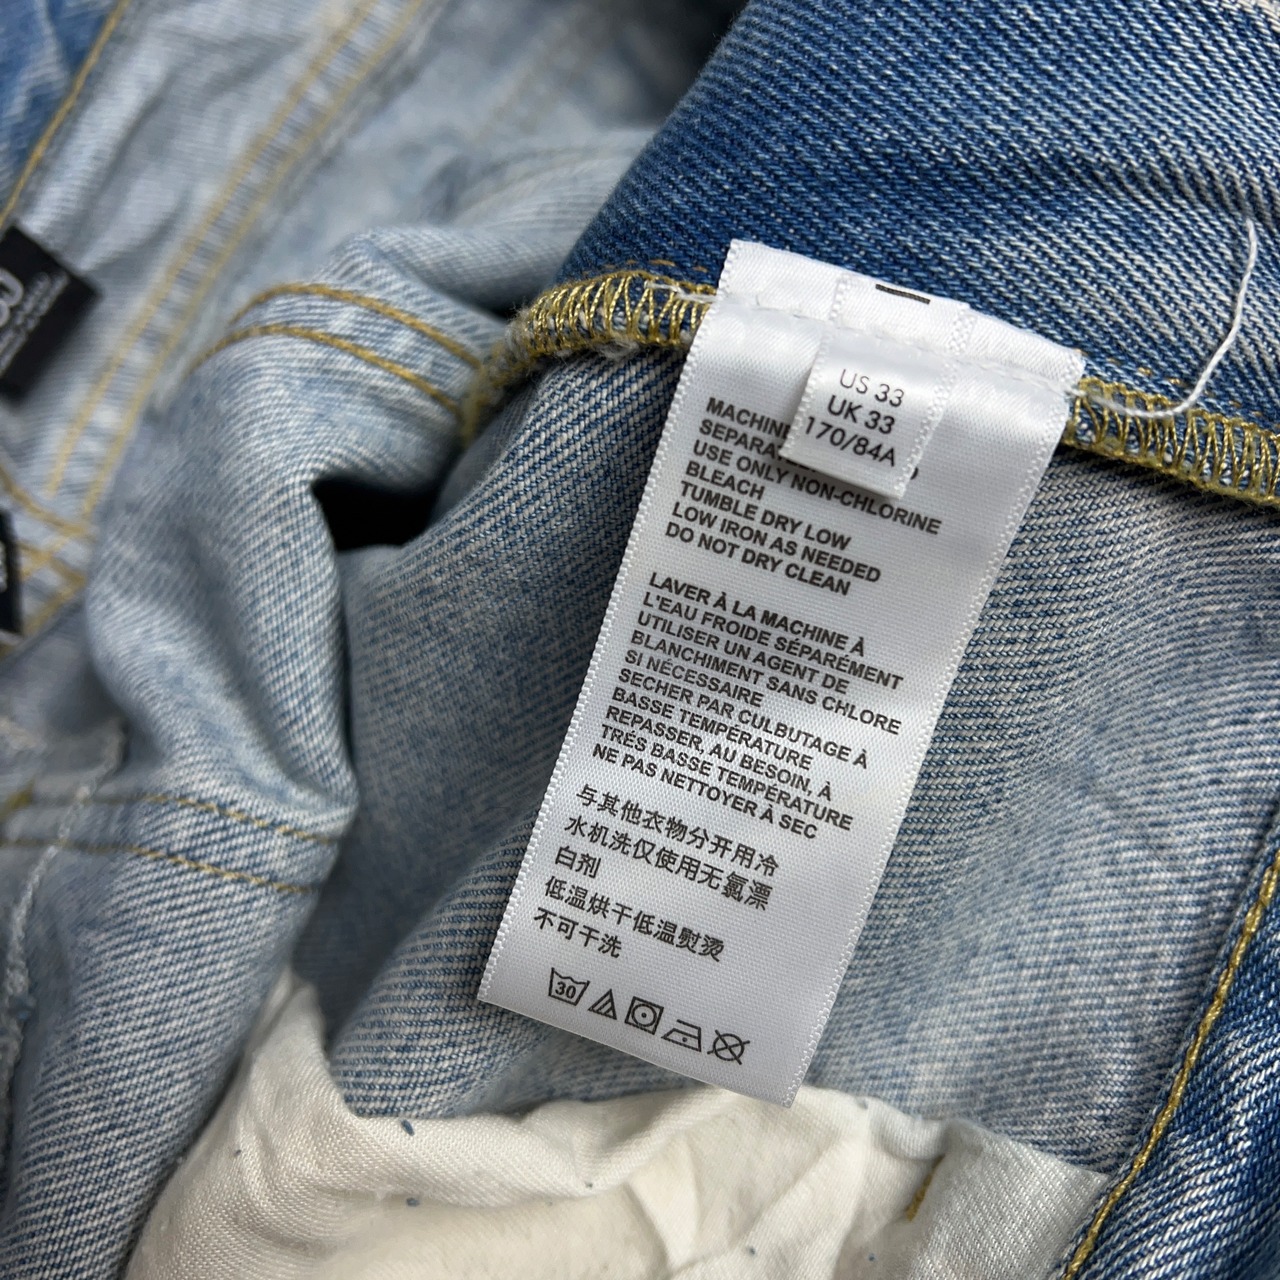 US 33
UK 33
170/84A
MACHINE
USE ONLY NON-CHLORINE
BLEACH
TUMBLE DRY LOW
LOW IRON AS NEEDED
DO NOT DRY CLEAN
LAVER À LA MACHINE À
L'EAU FROIDE SÉPARÉMENT
UTILISER UN AGENT DE
BLANCHIMENT SANS CHLORE
SI NÉCESSAIRE
SECHER PAR CULBUTAGE À
BASSE TEMPÉRATURE
REPASSER, AU BESOIN, À
TRÉS BASSE TEMPÉRATURE
NE PAS NETTOYER À SEC
与其他衣物分开用冷
水机洗仅使用无氯漂
白剂
低温烘干低温熨烫
不可干洗
30